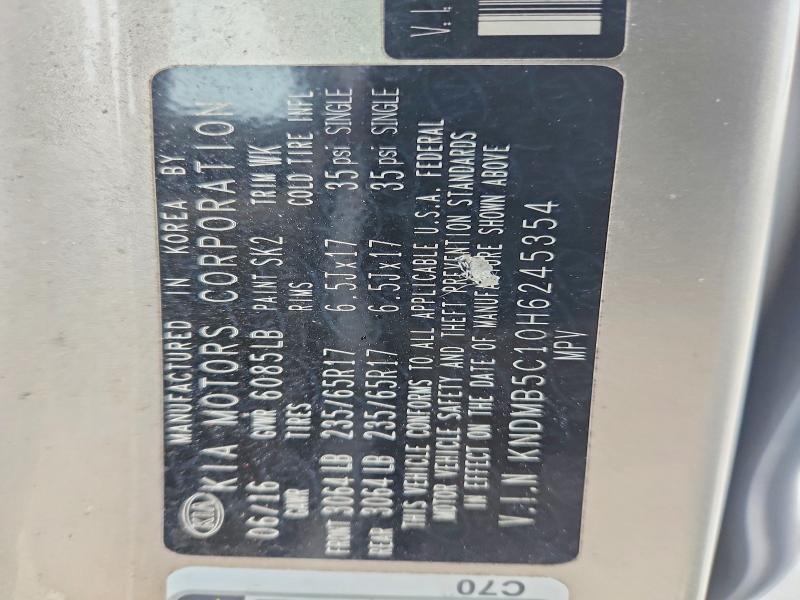 MANUFACTURED IN KOREA BY
KIA KIA MOTORS CORPORATION
06/16 GVWR 6085LB PAINT SK2 TRIM WK
GAWR TIRES RIMS COLD TIRE INFL
FRONT 3064LB 235/65R17 6.5Jx17 35psi SINGLE
REAR 3064LB 235/65R17 6.5Jx17 35psi SINGLE
THIS VEHICLE CONFORMS TO ALL APPLICABLE U.S.A. FEDERAL
MOTOR VEHICLE SAFETY AND THEFT PREVENTION STANDARDS
IN EFFECT ON THE DATE OF MANUFACTURE SHOWN ABOVE
V.I.N KNDMB5C10H6245354
MPV
V.I.
C70